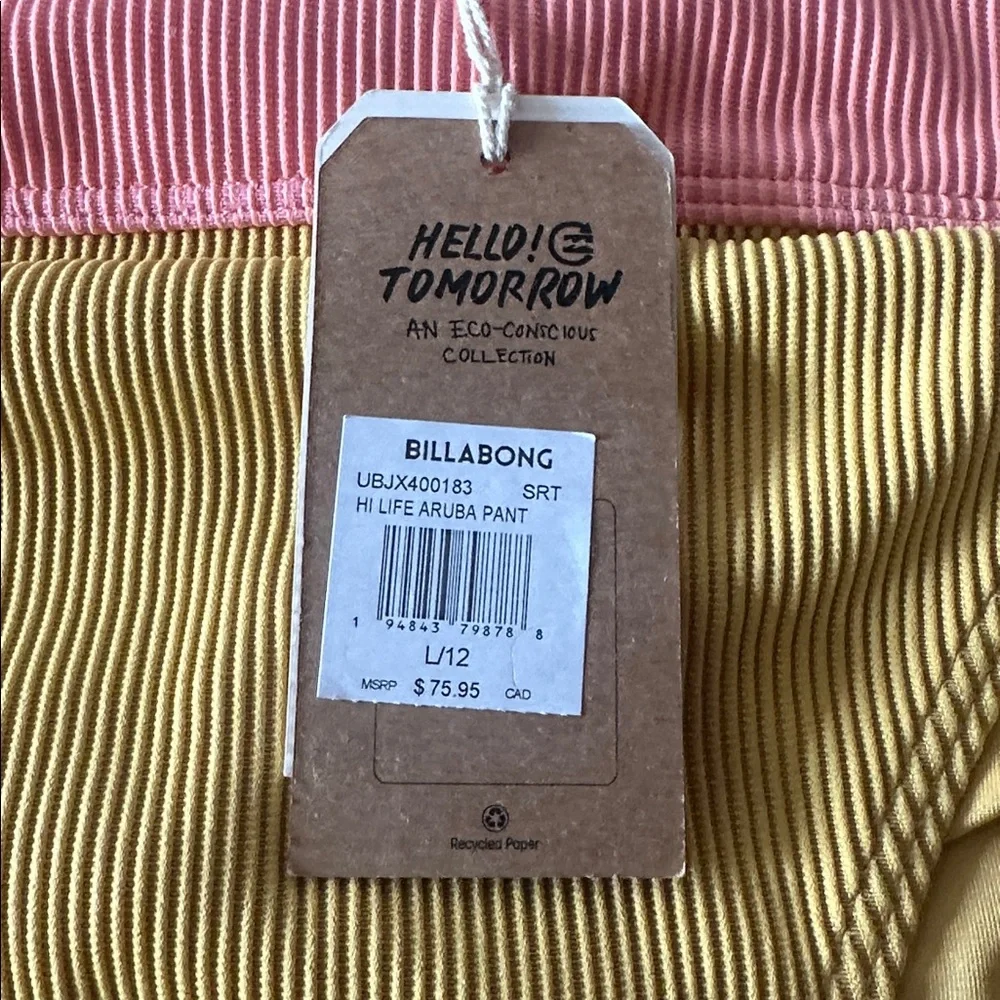 HELLO!
TOMORROW
AN ECO-CONSCIOUS
COLLECTION
BILLABONG
UBJX400183 SRT
HI LIFE ARUBA PANT
1 94843 79878 8
L/12
MSRP $75.95 CAD
Recycled Paper